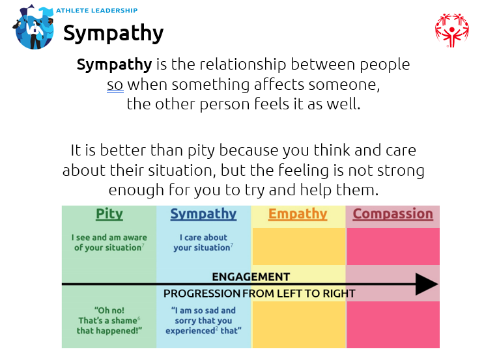 ATHLETE LEADERSHIP
Sympathy
Sympathy is the relationship between people
so when something affects someone,
the other person feels it as well.
It is better than pity because you think and care
about their situation, but the feeling is not strong
enough for you to try and help them.
Pity Sympathy Empathy Compassion
I see and am aware
of your situation
I care about
your situation
ENGAGEMENT
PROGRESSION FROM LEFT TO RIGHT
"Oh no!
That's a shame
that happened!"
"I am so sad and
sorry that you
experienced that"